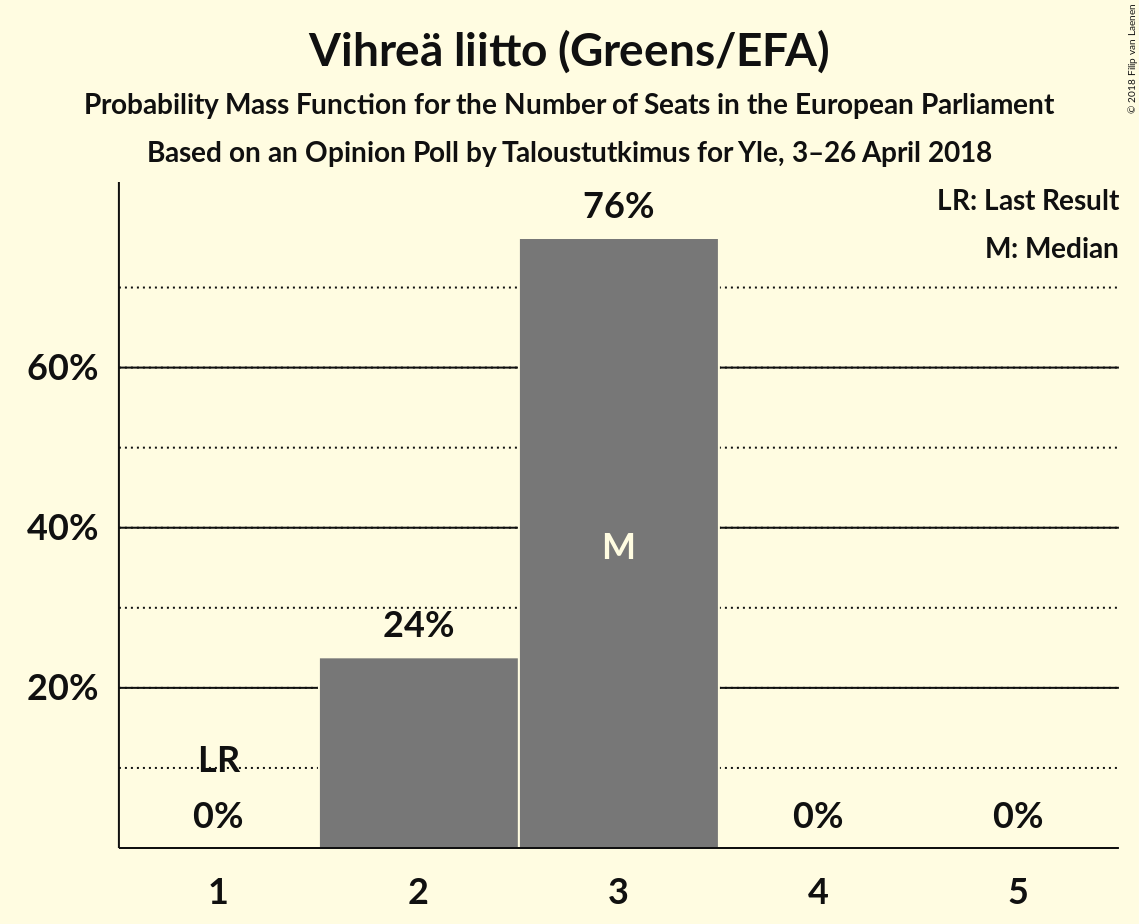 Vihreä liitto (Greens/EFA)
Probability Mass Function for the Number of Seats in the European Parliament
Based on an Opinion Poll by Taloustutkimus for Yle, 3–26 April 2018
© 2018 Filip van Laenen
LR: Last Result
M: Median
76%
60%
40%
M
24%
20%
LR
0%
0%
0%
1
2
3
4
5